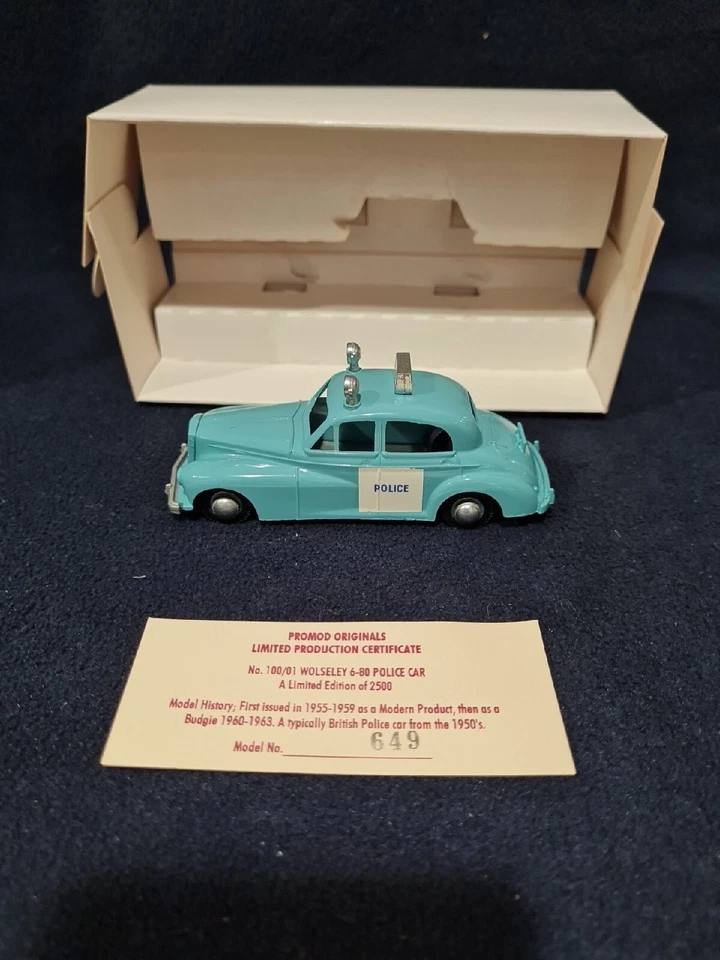 POLICE
PROMOD ORIGINALS
LIMITED PRODUCTION CERTIFICATE
No. 100/01 WOLSELEY 6-80 POLICE CAR
A Limited Edition of 2500
Model History; First issued in 1955-1959 as a Modern Product, then as a
Budgie 1960-1963. A typically British Police car from the 1950's.
Model No. 649